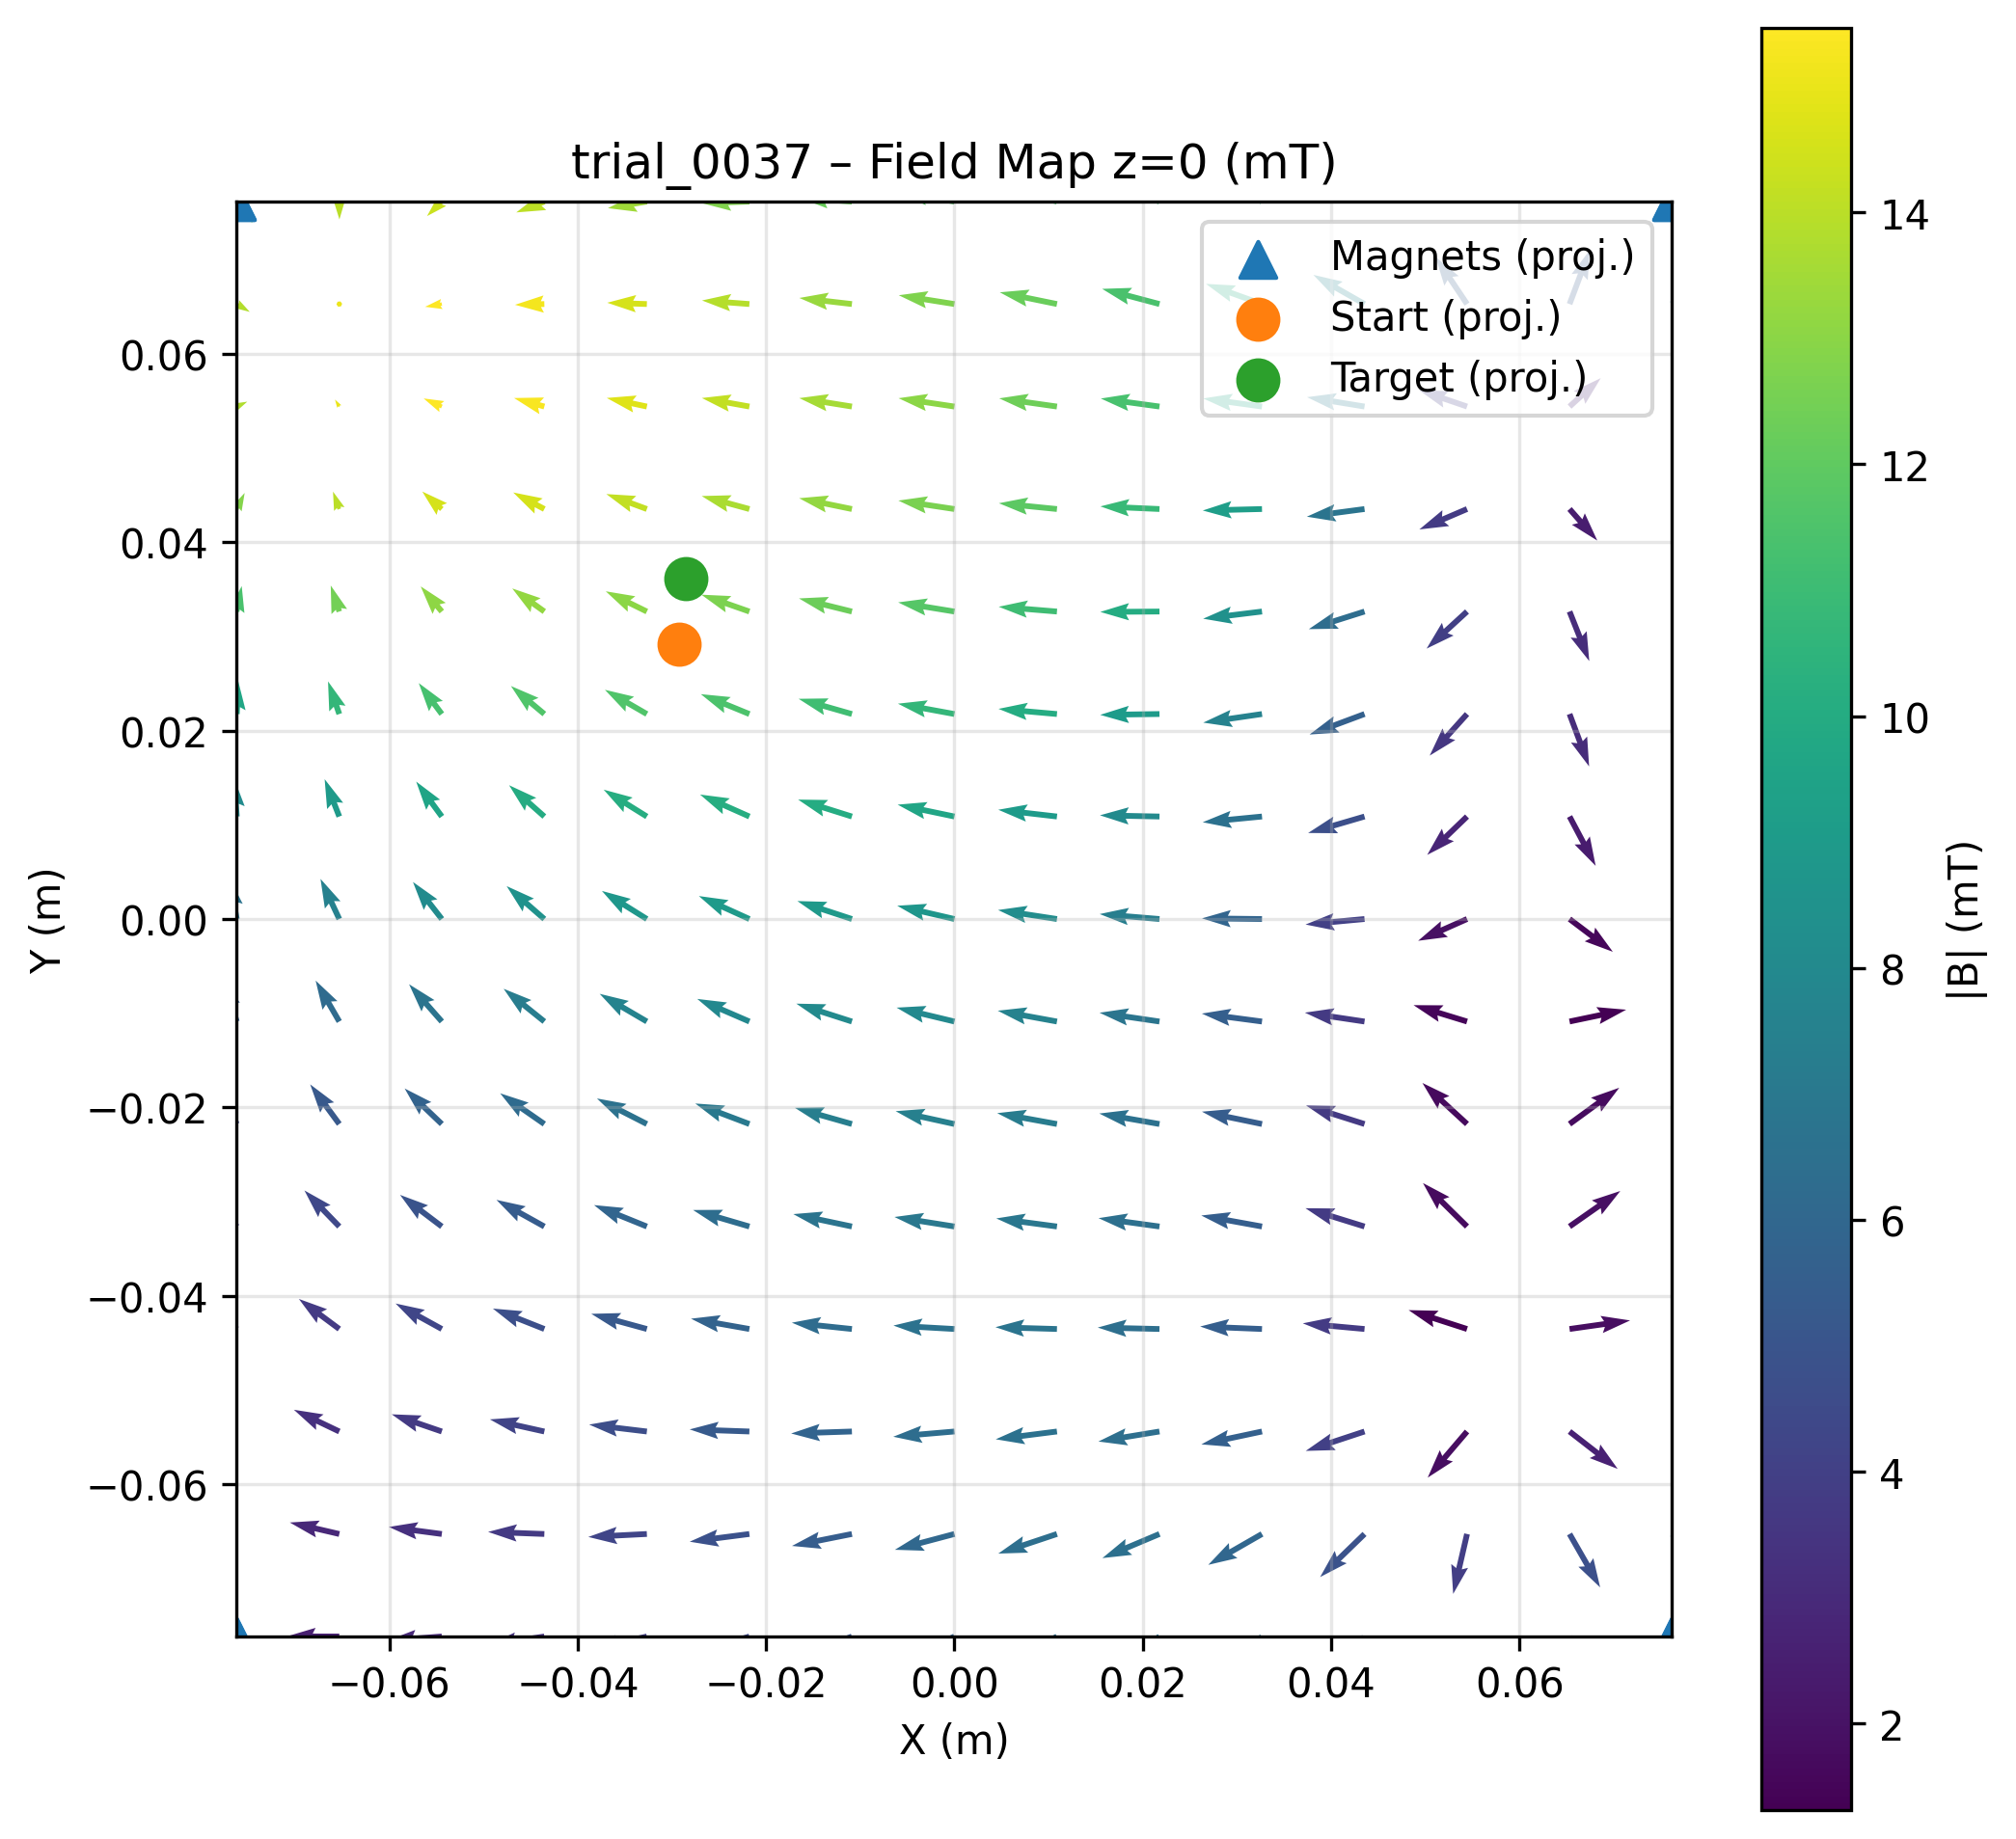 trial_0037 – Field Map z=0 (mT)
Magnets (proj.)
Start (proj.)
Target (proj.)
0.06
0.04
0.02
0.00
−0.02
−0.04
−0.06
Y (m)
−0.06 −0.04 −0.02 0.00 0.02 0.04 0.06
X (m)
14
12
10
8
6
4
2
|B| (mT)